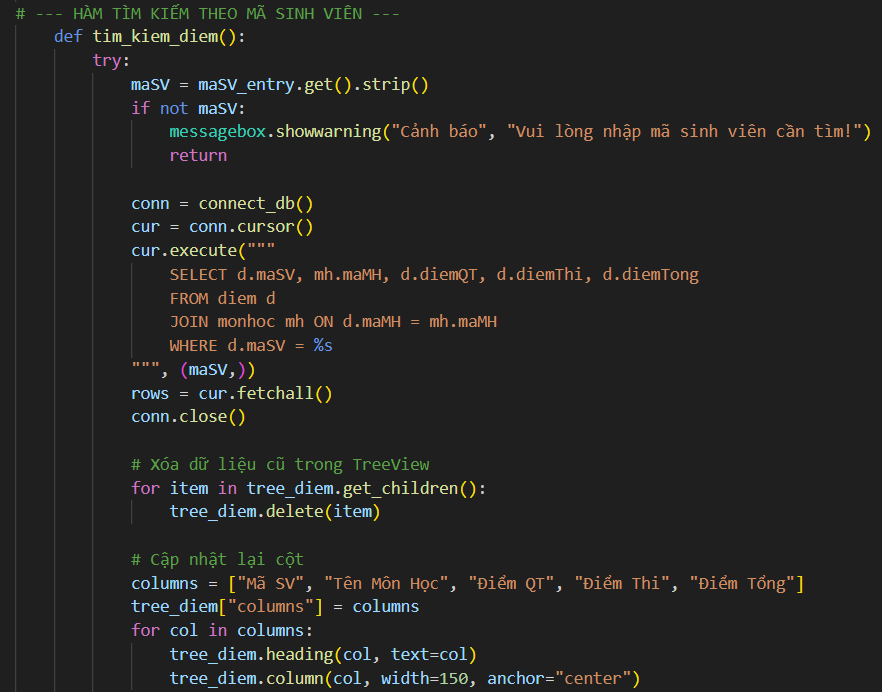 # --- HÀM TÌM KIẾM THEO MÃ SINH VIÊN ---
def tim_kiem_diem():
try:
maSV = maSV_entry.get().strip()
if not maSV:
messagebox.showwarning("Cảnh báo", "Vui lòng nhập mã sinh viên cần tìm!")
return
conn = connect_db()
cur = conn.cursor()
cur.execute("""
SELECT d.maSV, mh.maMH, d.diemQT, d.diemThi, d.diemTong
FROM diem d
JOIN monhoc mh ON d.maMH = mh.maMH
WHERE d.maSV = %s
""", (maSV,))
rows = cur.fetchall()
conn.close()
# Xóa dữ liệu cũ trong TreeView
for item in tree_diem.get_children():
tree_diem.delete(item)
# Cập nhật lại cột
columns = ["Mã SV", "Tên Môn Học", "Điểm QT", "Điểm Thi", "Điểm Tổng"]
tree_diem["columns"] = columns
for col in columns:
tree_diem.heading(col, text=col)
tree_diem.column(col, width=150, anchor="center")